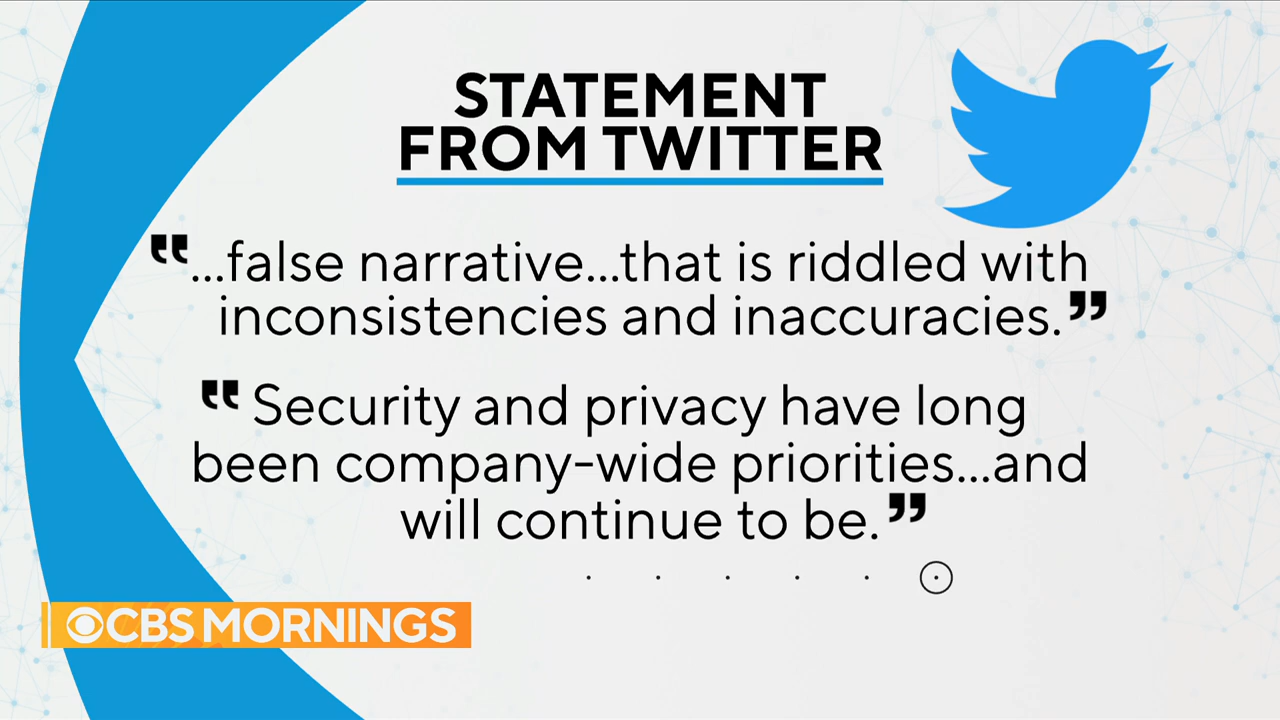 STATEMENT
FROM TWITTER
“...false narrative...that is riddled with
inconsistencies and inaccuracies.”
“Security and privacy have long
been company-wide priorities...and
will continue to be.”
CBS MORNINGS